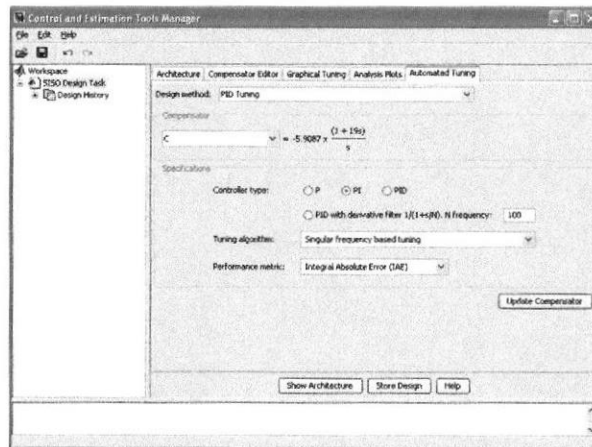 Control and Estimation Tools Manager
File Edit Help
Workspace
SISO Design Task
Design History
Architecture Compensator Editor Graphical Tuning Analysis Plots Automated Tuning
Design method: PID Tuning
Compensator
C = -5.9087 x (1 + 19s)
s
Specifications
Controller type: P PI PID
PID with derivative filter 1/(1+s/N). N frequency: 100
Tuning algorithm: Singular frequency based tuning
Performance metric: Integral Absolute Error (IAE)
Update Compensator
Show Architecture Store Design Help